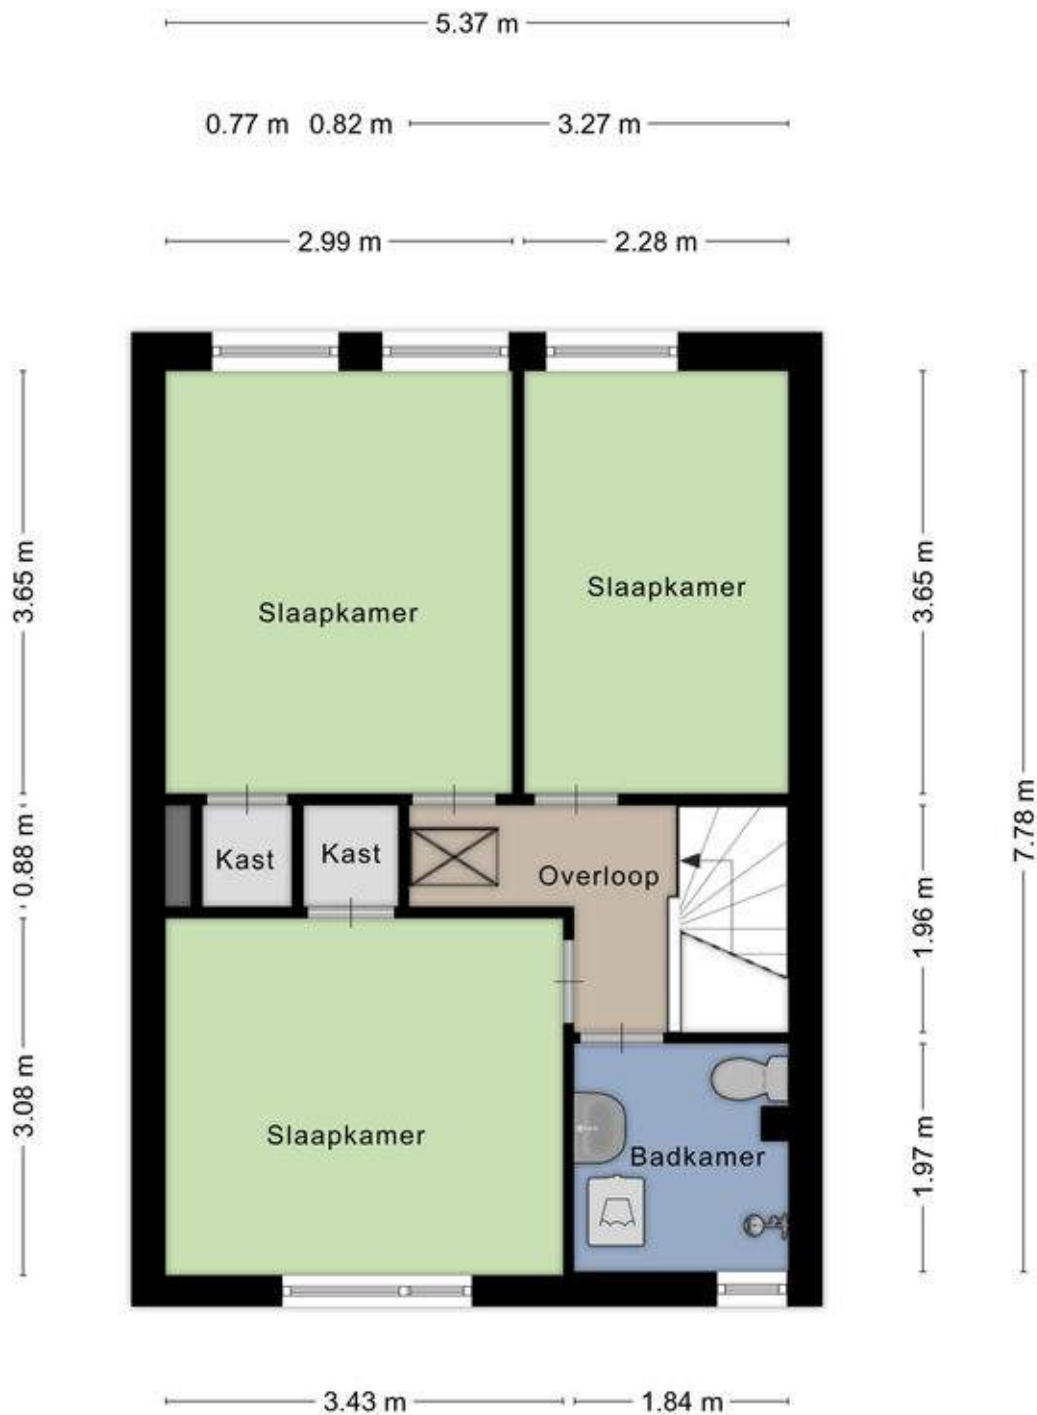 5.37 m
0.77 m 0.82 m 3.27 m
2.99 m 2.28 m
3.65 m
3.65 m
Slaapkamer
Slaapkamer
7.78 m
0.88 m
Kast
Kast
Overloop
1.96 m
3.08 m
Slaapkamer
Badkamer
1.97 m
3.43 m 1.84 m